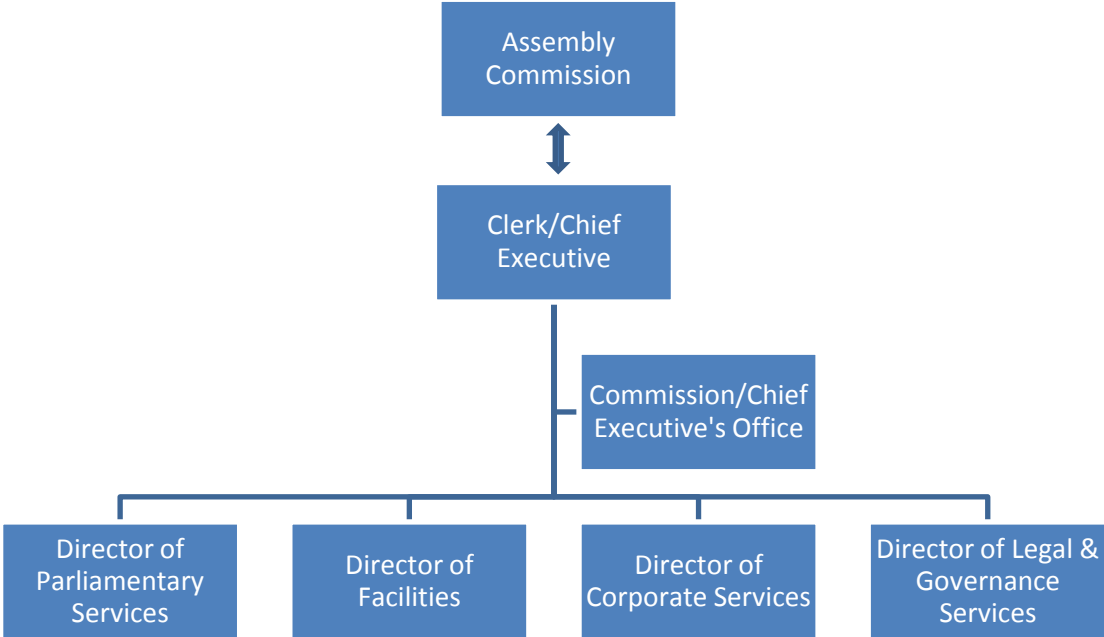 Assembly
Commission
Clerk/Chief
Executive
Commission/Chief
Executive's Office
Director of
Parliamentary
Services
Director of
Facilities
Director of
Corporate Services
Director of Legal &
Governance
Services